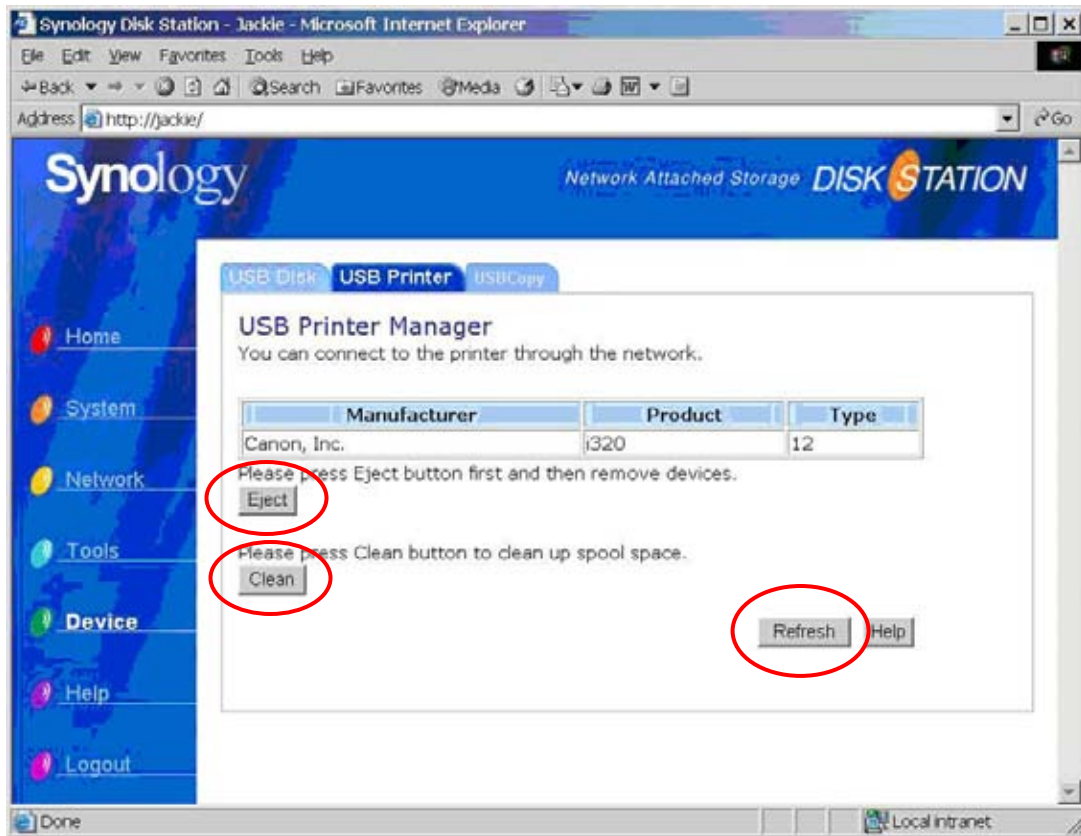 Synology Disk Station - Jackie - Microsoft Internet Explorer
File Edit View Favorites Tools Help
Back Search Favorites Media
Address http://jackie/ Go
Synology Network Attached Storage DISK STATION
USB Disk USB Printer USBCopy
USB Printer Manager
You can connect to the printer through the network.
Manufacturer Product Type
Canon, Inc. i320 12
Please press Eject button first and then remove devices.
Eject
Please press Clean button to clean up spool space.
Clean
Refresh Help
Home
System
Network
Tools
Device
Help
Logout
Done Local intranet